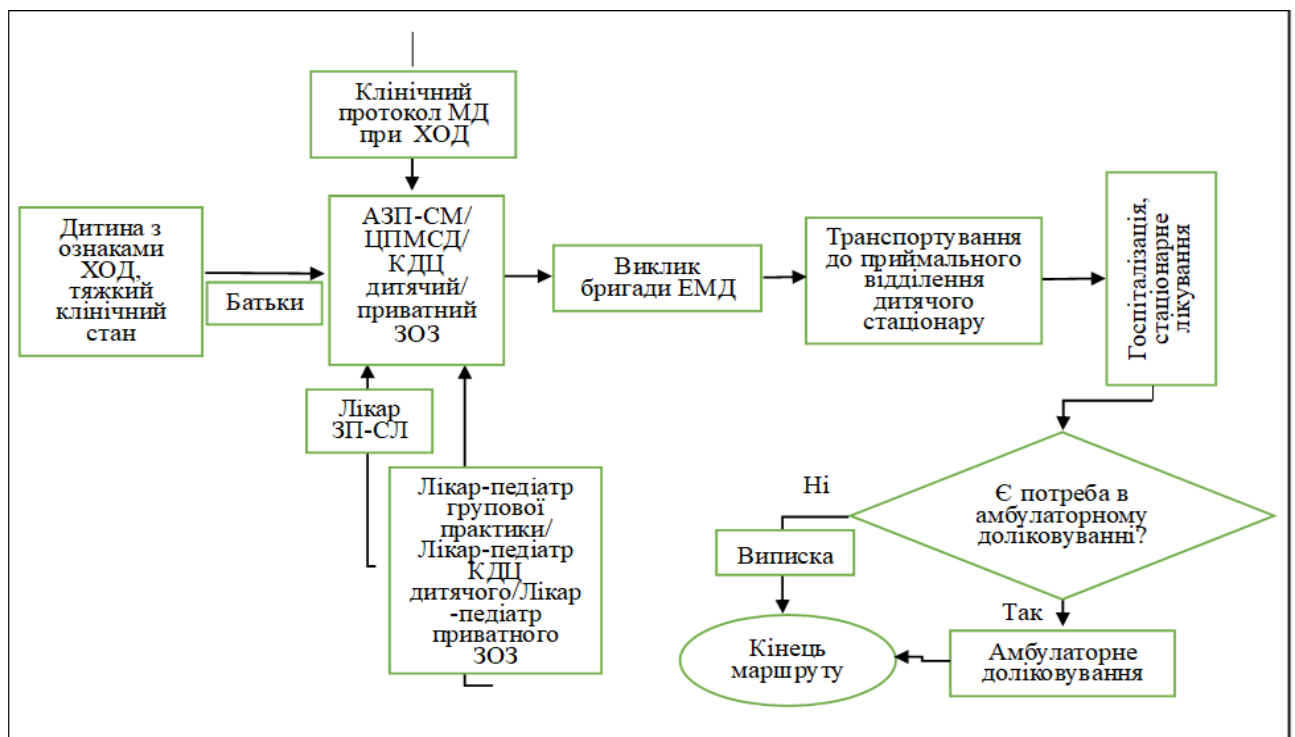 Клінічний
протокол МД
при ХОД
Дитина з
ознаками
ХОД,
тяжкий
клінічний
стан
Батьки
АЗП-СМ/
ЦПМСД/
КДЦ
дитячий/
приватний
ЗОЗ
Виклик
бригади ЕМД
Транспортування
до приймального
відділення
дитячого
стаціонару
Госпіталізація,
стаціонарне
лікування
Лікар
ЗП-СЛ
Лікар-педіатр
групової
практики/
Лікар-педіатр
КДЦ
дитячого/Лікар
-педіатр
приватного
ЗОЗ
Є потреба в
амбулаторному
доліковуванні?
Ні
Виписка
Так
Кінець
маршруту
Амбулаторне
доліковування